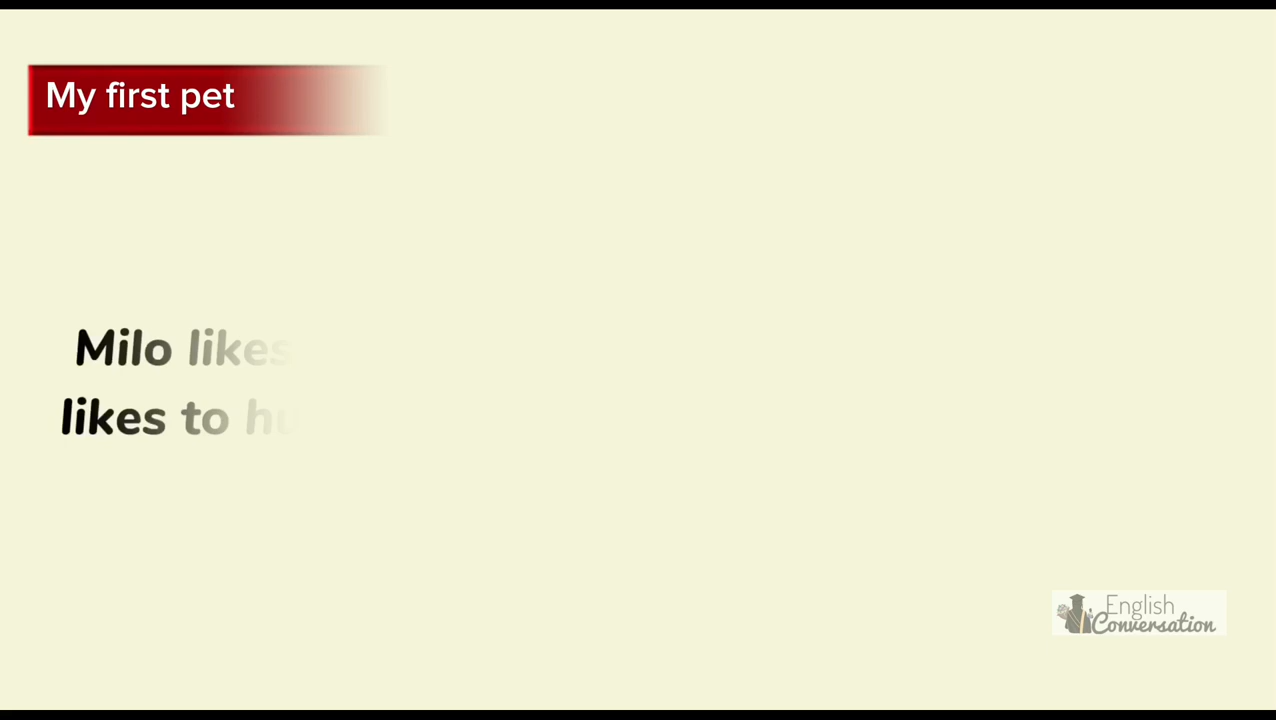 My first pet
Milo likes
likes to
English
Conversation